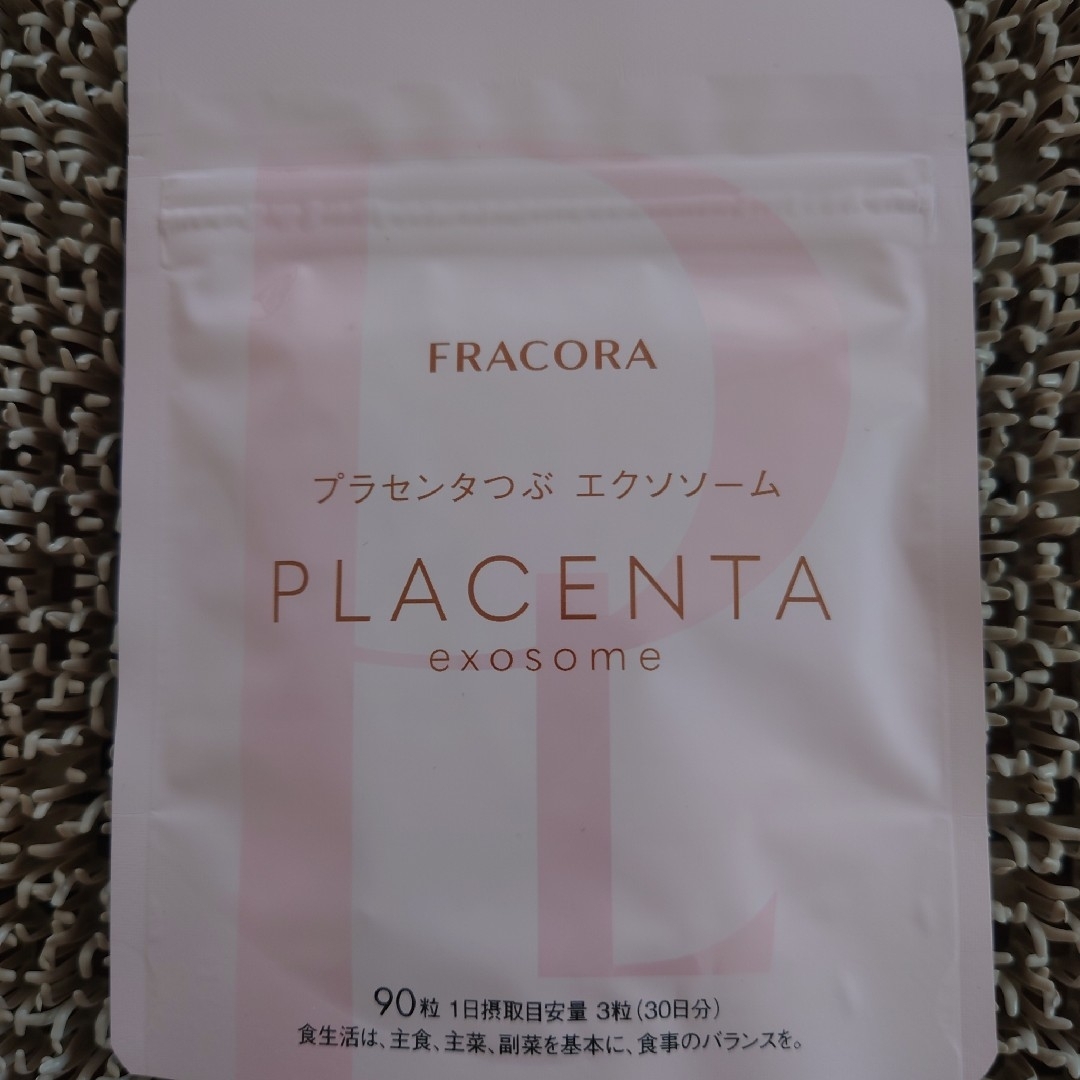 FRACORA
プラセンタつぶ エクソソーム
PLACENTA
exosome
90粒 1日摂取目安量 3粒(30日分)
食生活は、主食、主菜、副菜を基本に、食事のバランスを。